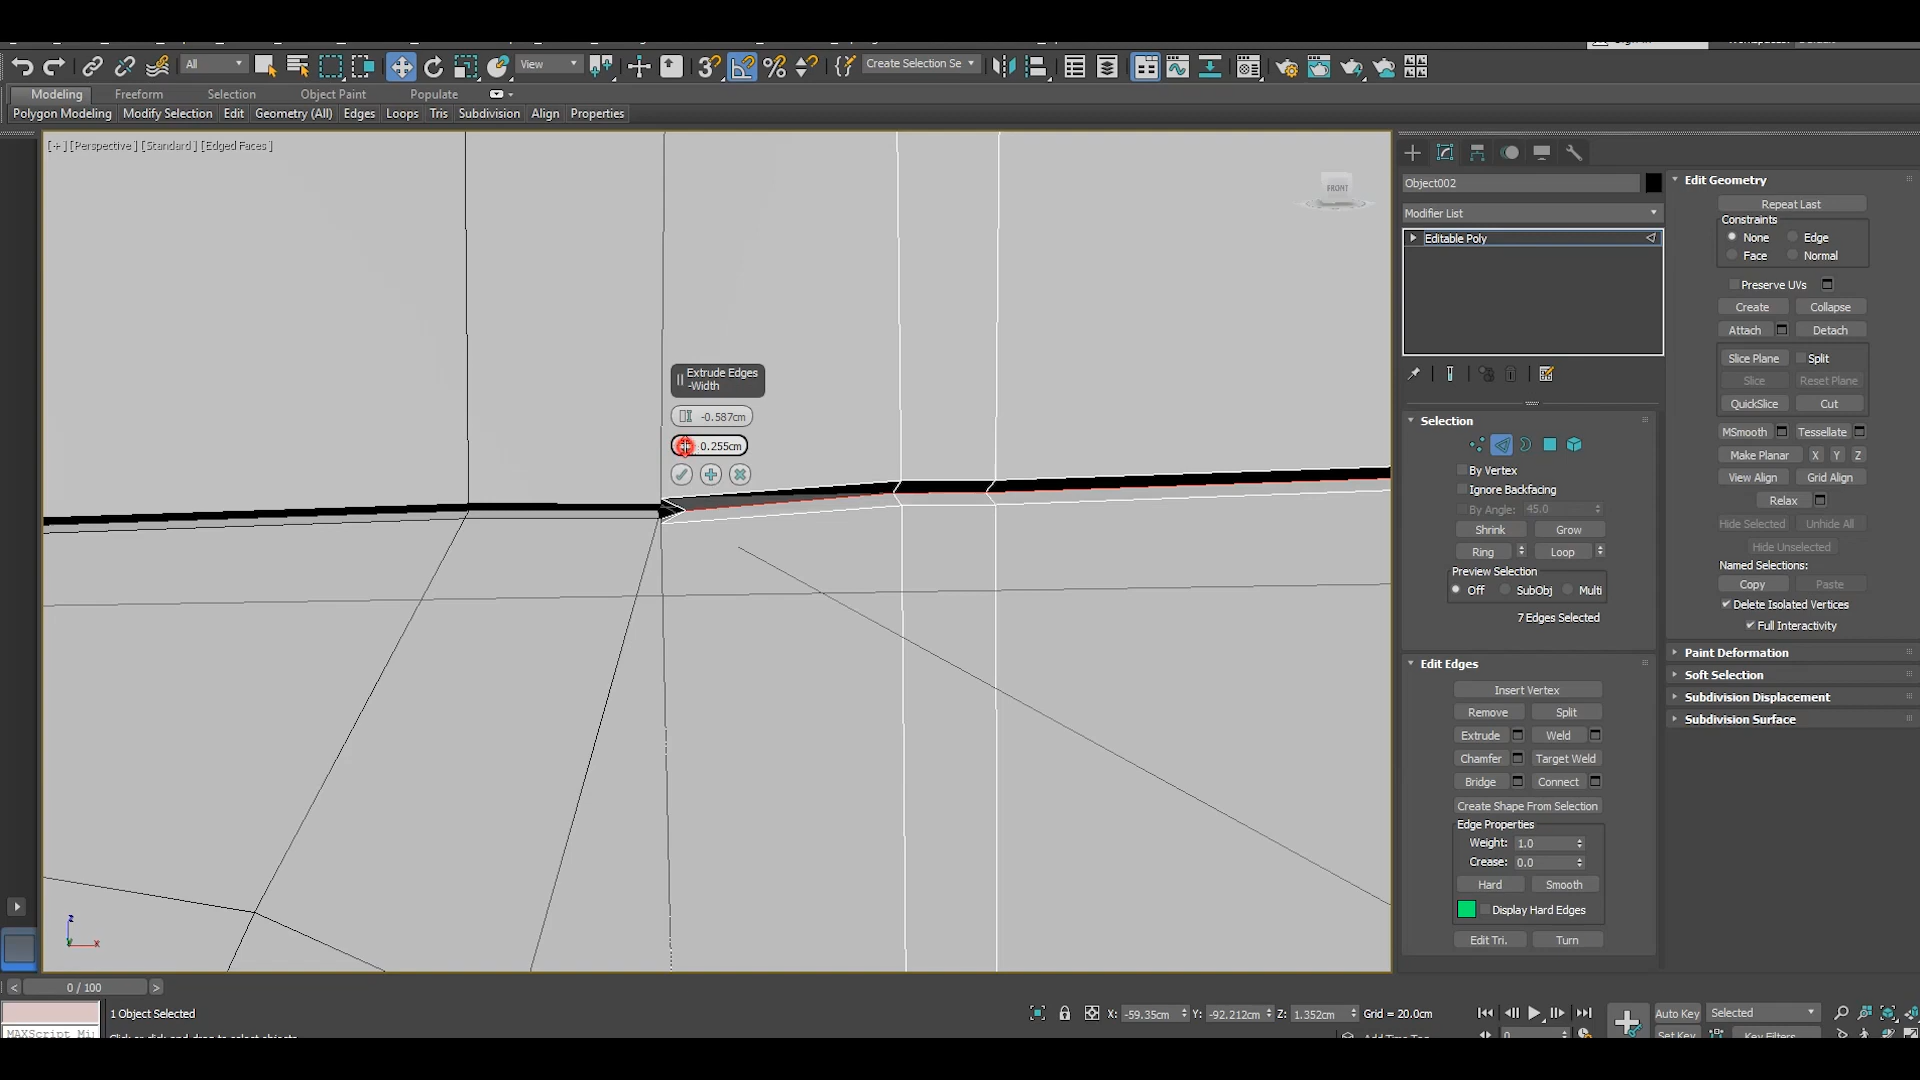 All
View
Create Selection Se
Modeling Freeform Selection Object Paint Populate
Polygon Modeling Modify Selection Edit Geometry (All) Edges Loops Tris Subdivision Align Properties
[+] [Perspective ] [Standard ] [Edged Faces ]
FRONT
Extrude Edges
-Width
-0.587cm
0.255cm
z
x
Object002
Modifier List
Editable Poly
Selection
By Vertex
Ignore Backfacing
By Angle: 45.0
Shrink Grow
Ring Loop
Preview Selection
Off SubObj Multi
7 Edges Selected
Edit Edges
Insert Vertex
Remove Split
Extrude Weld
Chamfer Target Weld
Bridge Connect
Create Shape From Selection
Edge Properties
Weight: 1.0
Crease: 0.0
Hard Smooth
Display Hard Edges
Edit Tri. Turn
Edit Geometry
Repeat Last
Constraints
None Edge
Face Normal
Preserve UVs
Create Collapse
Attach Detach
Slice Plane Split
Slice Reset Plane
QuickSlice Cut
MSmooth Tessellate
Make Planar X Y Z
View Align Grid Align
Relax
Hide Selected Unhide All
Hide Unselected
Named Selections:
Copy Paste
Delete Isolated Vertices
Full Interactivity
Paint Deformation
Soft Selection
Subdivision Displacement
Subdivision Surface
< 0 / 100 >
1 Object Selected
MAXScript Mi
X: -59.35cm Y: -92.212cm Z: 1.352cm Grid = 20.0cm
Auto Key Selected